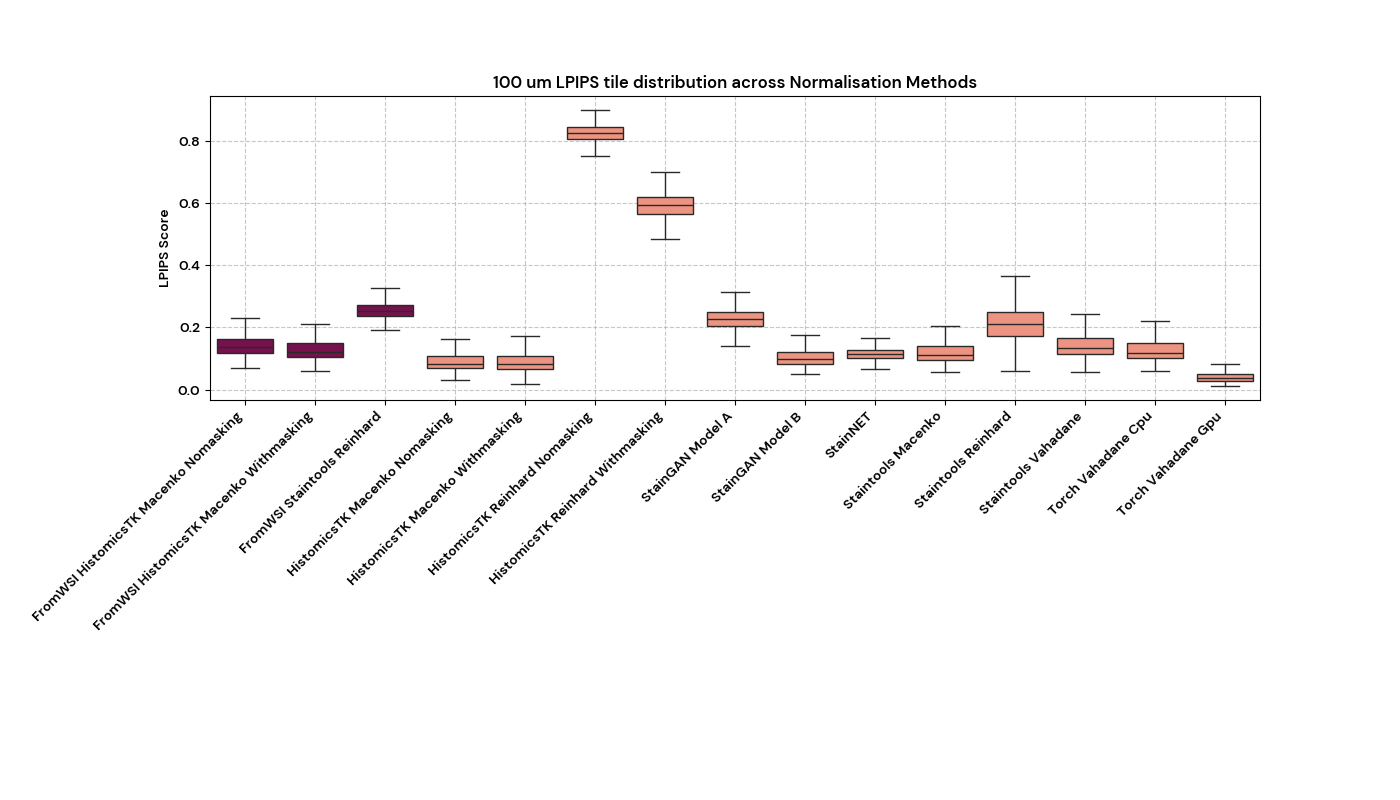 100 um LPIPS tile distribution across Normalisation Methods
LPIPS Score
0.8
0.6
0.4
0.2
0.0
FromWSI HistomicsTK Macenko Nomasking
FromWSI HistomicsTK Macenko Withmasking
FromWSI Staintools Reinhard
HistomicsTK Macenko Nomasking
HistomicsTK Macenko Withmasking
HistomicsTK Reinhard Nomasking
HistomicsTK Reinhard Withmasking
StainGAN Model A
StainGAN Model B
StainNET
Staintools Macenko
Staintools Reinhard
Staintools Vahadane
Torch Vahadane Cpu
Torch Vahadane Gpu